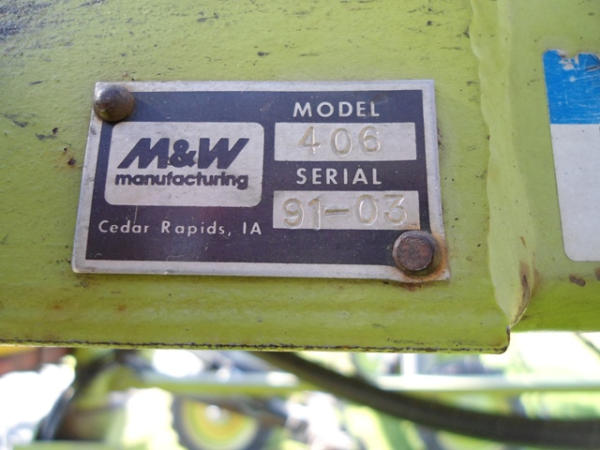 M&W
manufacturing
Cedar Rapids, IA
MODEL
406
SERIAL
91-03